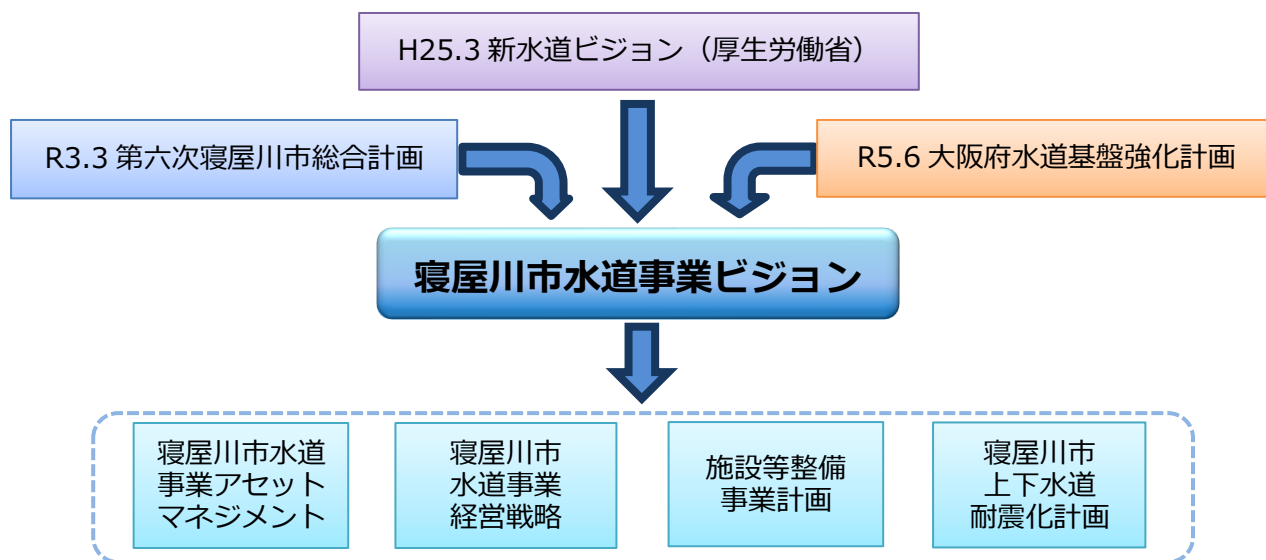 H25.3 新水道ビジョン（厚生労働省）
R3.3 第六次寝屋川市総合計画
R5.6 大阪府水道基盤強化計画
寝屋川市水道事業ビジョン
寝屋川市水道
事業アセット
マネジメント
寝屋川市
水道事業
経営戦略
施設等整備
事業計画
寝屋川市
上下水道
耐震化計画